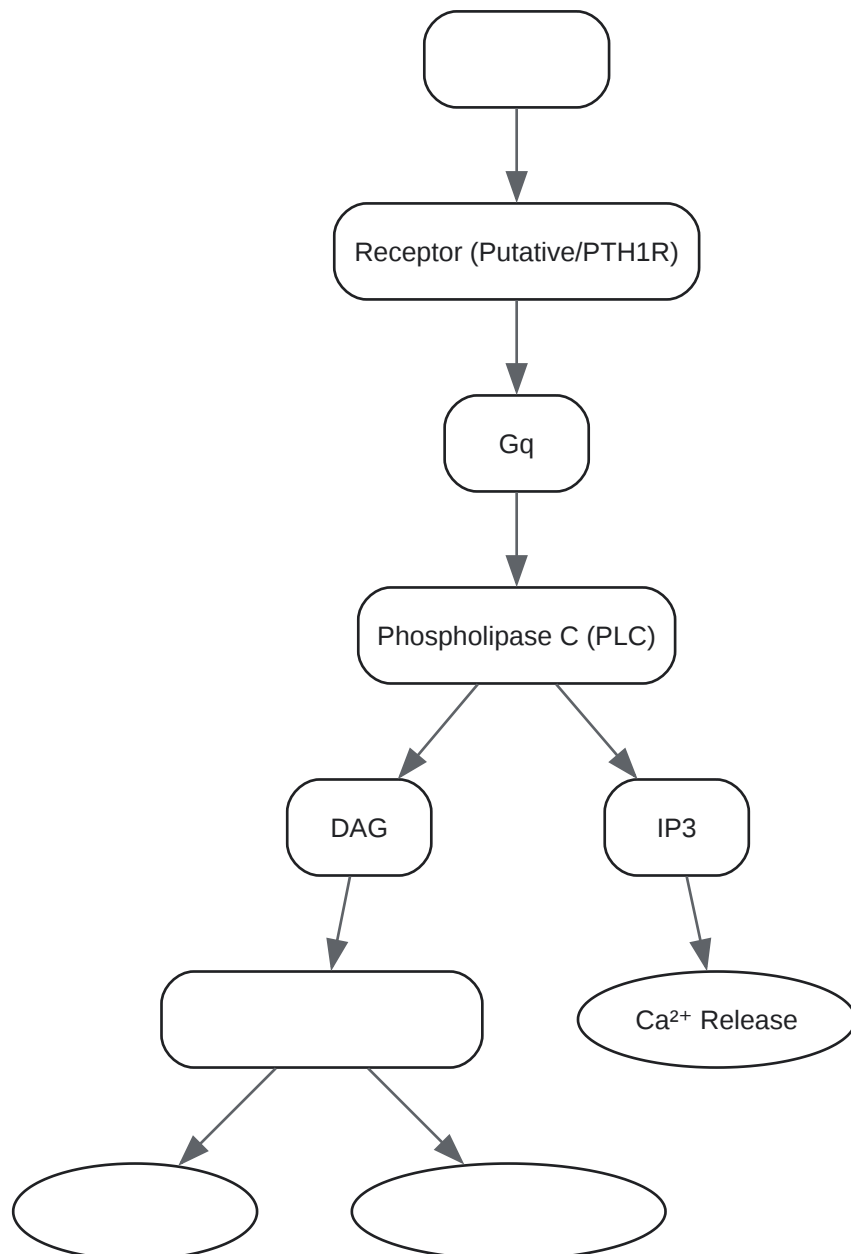 Receptor (Putative/PTH1R)
Gq
Phospholipase C (PLC)
DAG
IP3
Ca²⁺ Release